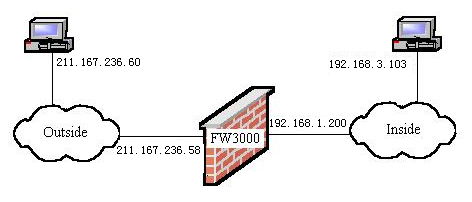 211.167.236.60
192.168.3.103
Outside
FW3000
192.168.1.200
Inside
211.167.236.58